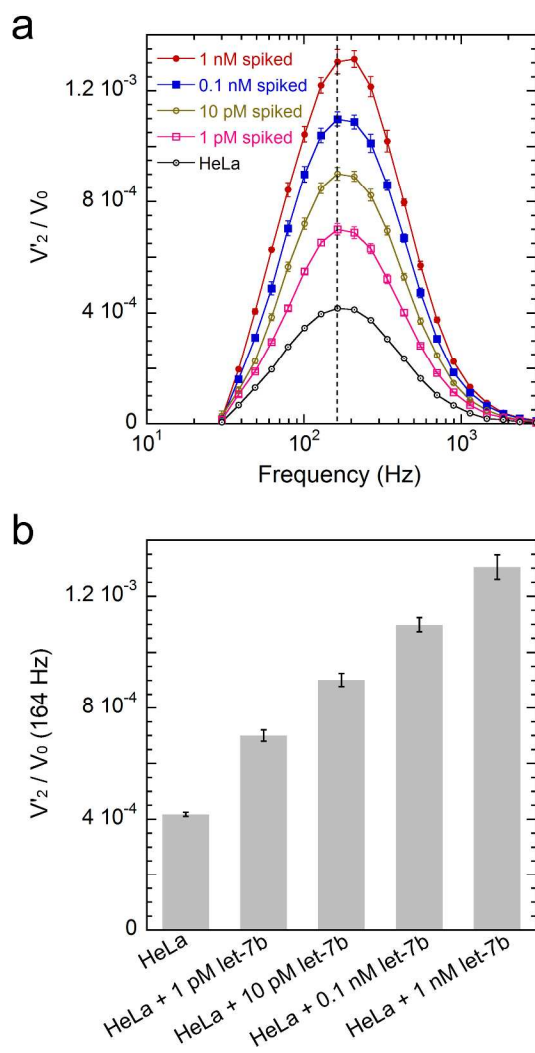 a
1 nM spiked
0.1 nM spiked
10 pM spiked
1 pM spiked
HeLa
1.2 10⁻³
8 10⁻⁴
4 10⁻⁴
0
V'₂ / V₀
10¹
10²
10³
Frequency (Hz)
b
1.2 10⁻³
8 10⁻⁴
4 10⁻⁴
0
V'₂ / V₀ (164 Hz)
HeLa
HeLa + 1 pM let-7b
HeLa + 10 pM let-7b
HeLa + 0.1 nM let-7b
HeLa + 1 nM let-7b